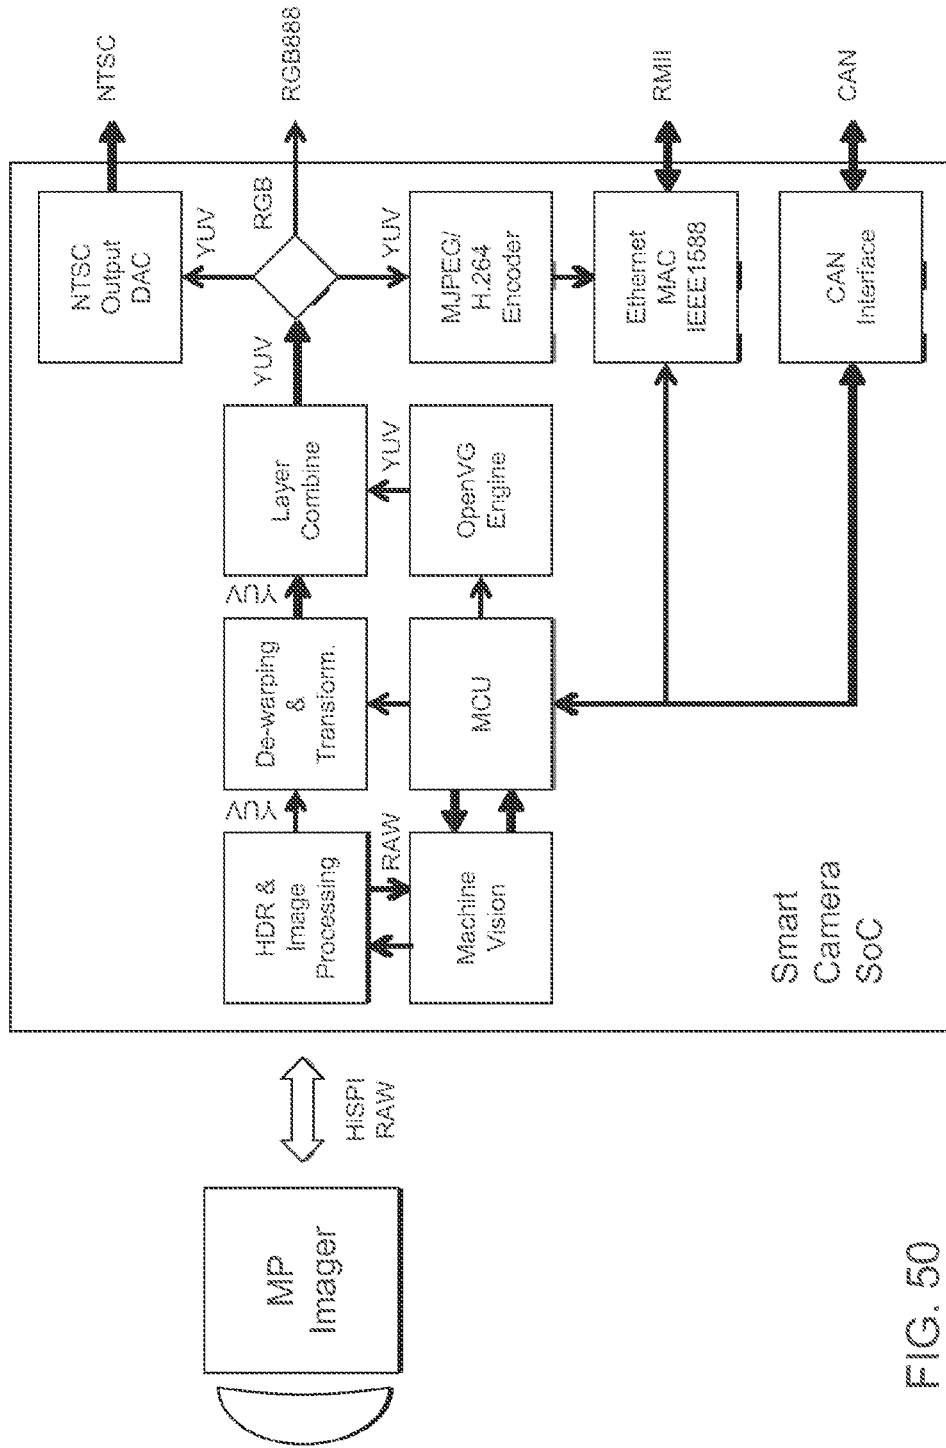 MP
Imager
HiSPI
RAW
HDR &
Image
Processing
YUV
De-warping
&
Transform.
YUV
Layer
Combine
YUV
YUV
NTSC
Output
DAC
NTSC
RGB
RGB888
RAW
Machine
Vision
MCU
OpenVG
Engine
YUV
YUV
MJPEG/
H.264
Encoder
Ethernet
MAC
IEEE1588
RMII
CAN
Interface
CAN
Smart
Camera
SoC
FIG. 50